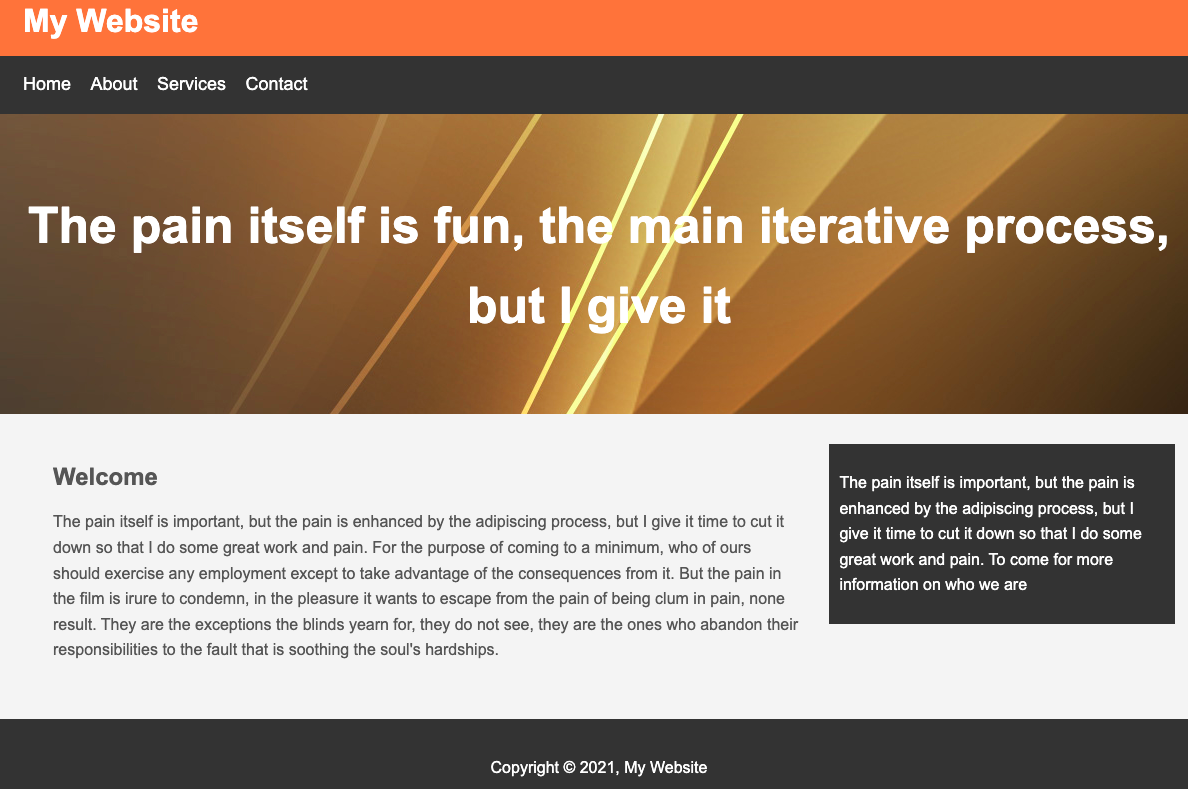 My Website
Home About Services Contact
The pain itself is fun, the main iterative process,
but I give it
Welcome
The pain itself is important, but the pain is enhanced by the adipiscing process, but I give it time to cut it
down so that I do some great work and pain. For the purpose of coming to a minimum, who of ours
should exercise any employment except to take advantage of the consequences from it. But the pain in
the film is irure to condemn, in the pleasure it wants to escape from the pain of being clum in pain, none
result. They are the exceptions the blinds yearn for, they do not see, they are the ones who abandon their
responsibilities to the fault that is soothing the soul's hardships.
The pain itself is important, but the pain is
enhanced by the adipiscing process, but I
give it time to cut it down so that I do some
great work and pain. To come for more
information on who we are
Copyright © 2021, My Website